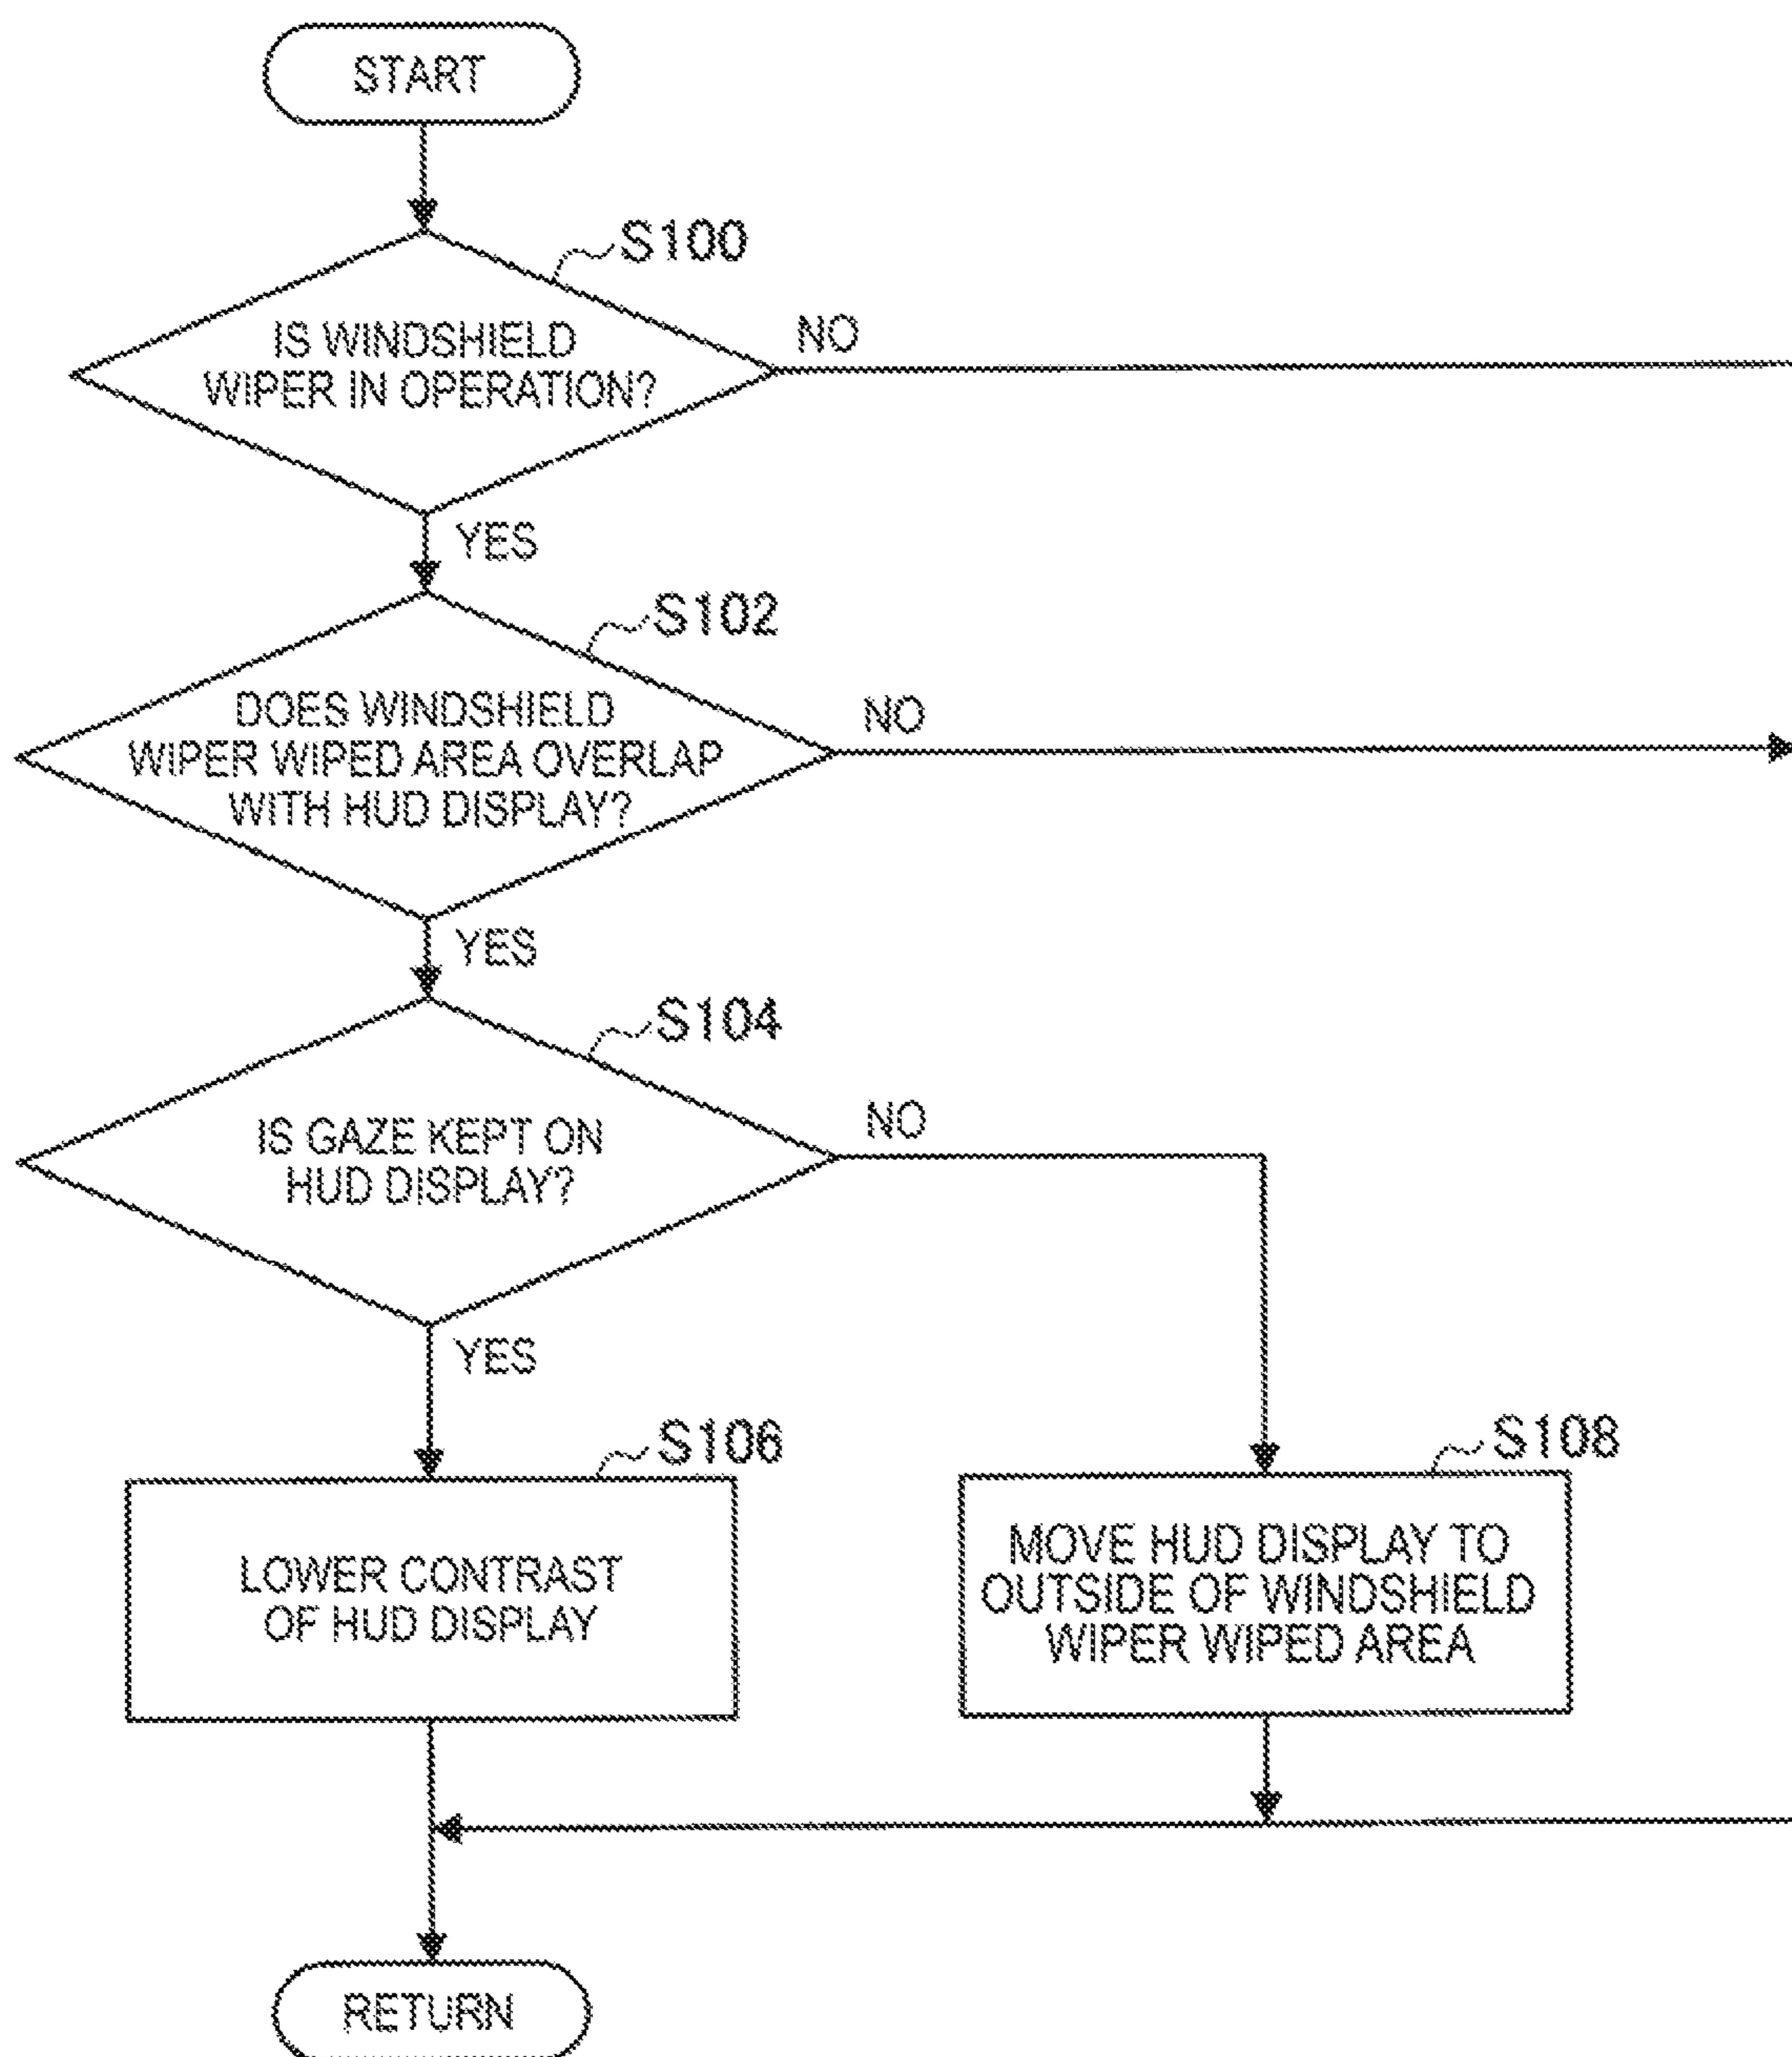 START
S100
IS WINDSHIELD
WIPER IN OPERATION?
NO
YES
S102
DOES WINDSHIELD
WIPER WIPED AREA OVERLAP
WITH HUD DISPLAY?
NO
YES
S104
IS GAZE KEPT ON
HUD DISPLAY?
NO
YES
S106
LOWER CONTRAST
OF HUD DISPLAY
S108
MOVE HUD DISPLAY TO
OUTSIDE OF WINDSHIELD
WIPER WIPED AREA
RETURN